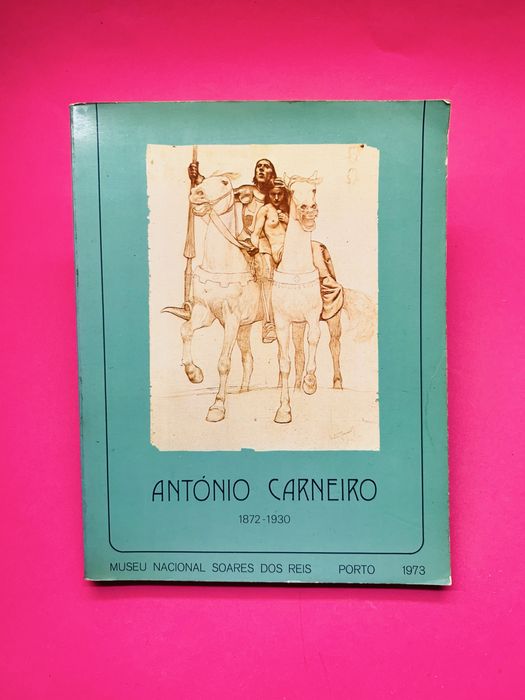 ANTÓNIO CARNEIRO
1872-1930
MUSEU NACIONAL SOARES DOS REIS PORTO 1973